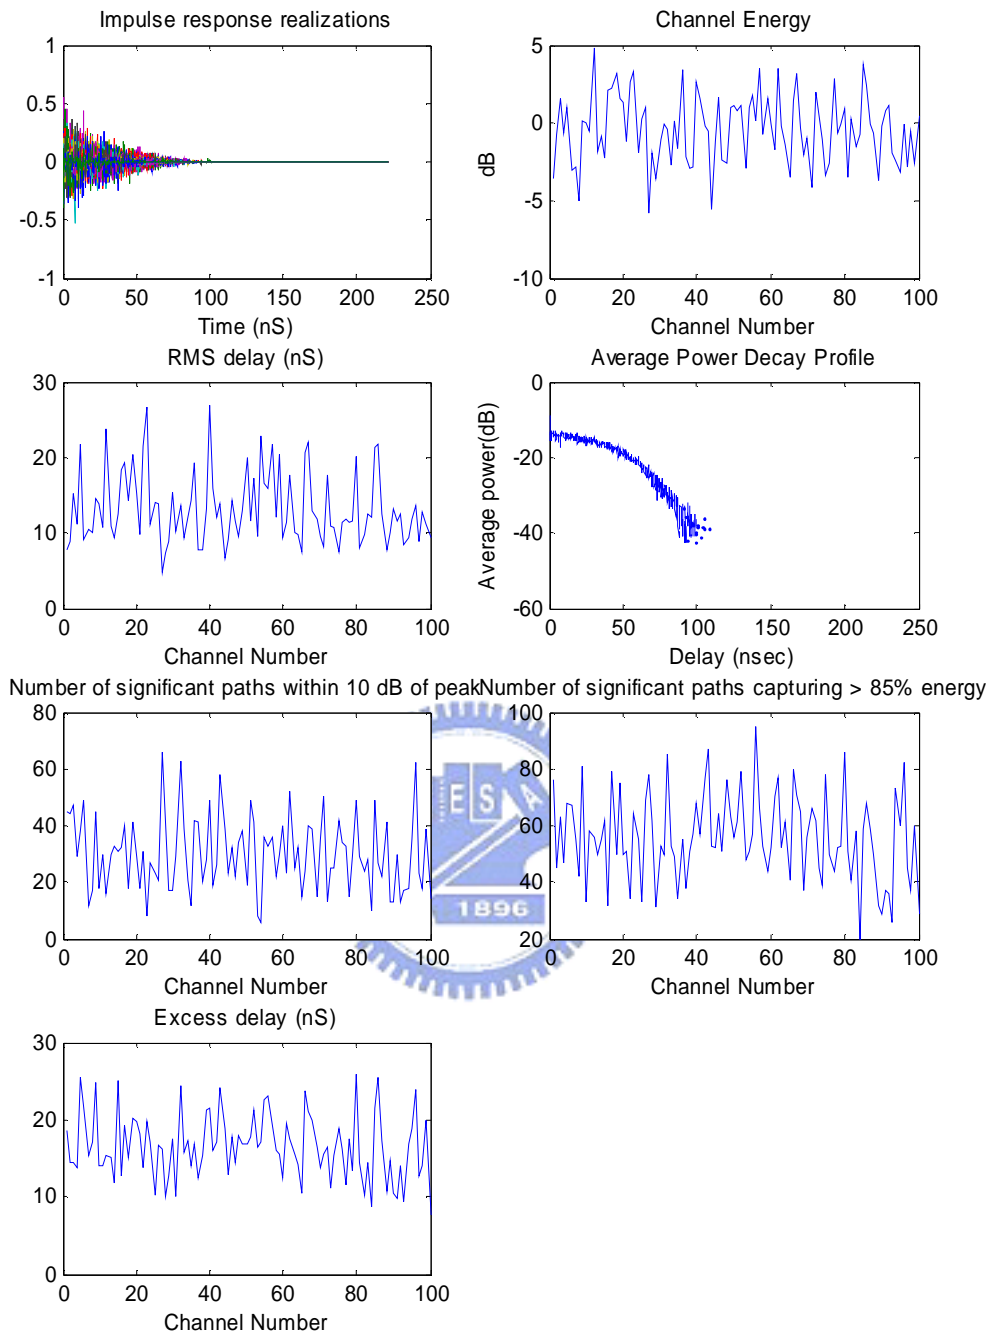 Impulse response realizations
1
0.5
0
-0.5
-1
0 50 100 150 200 250
Time (nS)
Channel Energy
dB
5
0
-5
-10
0 20 40 60 80 100
Channel Number
RMS delay (nS)
30
20
10
0
0 20 40 60 80 100
Channel Number
Average Power Decay Profile
Average power(dB)
0
-20
-40
-60
0 50 100 150 200 250
Delay (nsec)
Number of significant paths within 10 dB of peak
80
60
40
20
0
0 20 40 60 80 100
Channel Number
Number of significant paths capturing > 85% energy
100
80
60
40
20
0 20 40 60 80 100
Channel Number
E S A
1896
Excess delay (nS)
30
20
10
0
0 20 40 60 80 100
Channel Number